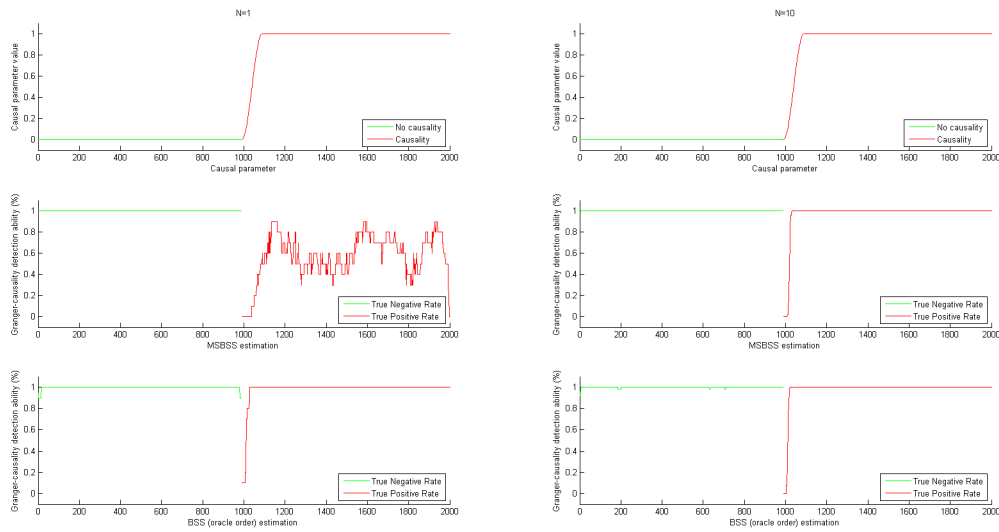 N=1
Causal parameter value
1
0.8
0.6
0.4
0.2
0
0 200 400 600 800 1000 1200 1400 1600 1800 2000
No causality
Causality
Causal parameter
N=10
Causal parameter value
1
0.8
0.6
0.4
0.2
0
0 200 400 600 800 1000 1200 1400 1600 1800 2000
No causality
Causality
Causal parameter
Granger-causality detection ability (%)
1
0.8
0.6
0.4
0.2
0
0 200 400 600 800 1000 1200 1400 1600 1800 2000
True Negative Rate
True Positive Rate
MSBSS estimation
Granger-causality detection ability (%)
1
0.8
0.6
0.4
0.2
0
0 200 400 600 800 1000 1200 1400 1600 1800 2000
True Negative Rate
True Positive Rate
MSBSS estimation
Granger-causality detection ability (%)
1
0.8
0.6
0.4
0.2
0
0 200 400 600 800 1000 1200 1400 1600 1800 2000
True Negative Rate
True Positive Rate
BSS (oracle order) estimation
Granger-causality detection ability (%)
1
0.8
0.6
0.4
0.2
0
0 200 400 600 800 1000 1200 1400 1600 1800 2000
True Negative Rate
True Positive Rate
BSS (oracle order) estimation